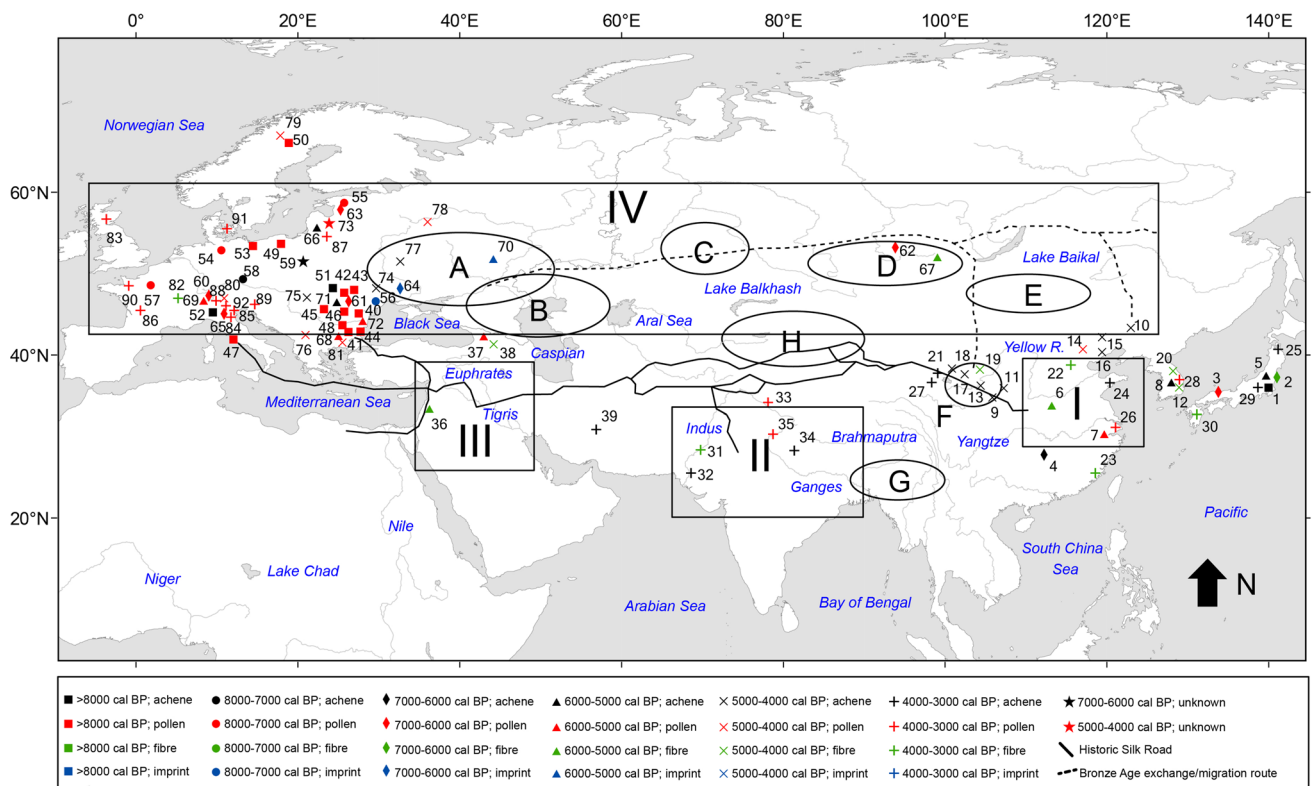 0° 20°E 40°E 60°E 80°E 100°E 120°E 140°E
Norwegian Sea
79
50
60°N
IV
55
63
78
91
73
66
87
83
54
53
49
77
70
62
67
A
C
D
E
Lake Baikal
59
58
51 42 43
74
64
60
80
82
88
90 57
69
89
92
75
71
61
56
B
Lake Balkhash
52
86
65
84
85
45
46
40
72
48
44
68
41
Black Sea
Aral Sea
10
14
15
16
Yellow R.
47
76
81
37
38
Caspian
H
40°N
21
18
19
11
27
17
13
9
F
22
6
I
24
20
8
12
28
3
5
25
2
29
1
30
Euphrates
Mediterranean Sea
Tigris
36
III
39
33
Indus
35
34
II
31
32
Brahmaputra
Yangtze
26
7
4
23
Ganges
G
20°N
Nile
Pacific
Niger
Lake Chad
Arabian Sea
Bay of Bengal
South China
Sea
N
>8000 cal BP; achene 8000-7000 cal BP; achene 7000-6000 cal BP; achene 6000-5000 cal BP; achene 5000-4000 cal BP; achene 4000-3000 cal BP; achene 7000-6000 cal BP; unknown
>8000 cal BP; pollen 8000-7000 cal BP; pollen 7000-6000 cal BP; pollen 6000-5000 cal BP; pollen 5000-4000 cal BP; pollen 4000-3000 cal BP; pollen 5000-4000 cal BP; unknown
>8000 cal BP; fibre 8000-7000 cal BP; fibre 7000-6000 cal BP; fibre 6000-5000 cal BP; fibre 5000-4000 cal BP; fibre 4000-3000 cal BP; fibre Historic Silk Road
>8000 cal BP; imprint 8000-7000 cal BP; imprint 7000-6000 cal BP; imprint 6000-5000 cal BP; imprint 5000-4000 cal BP; imprint 4000-3000 cal BP; imprint Bronze Age exchange/migration route